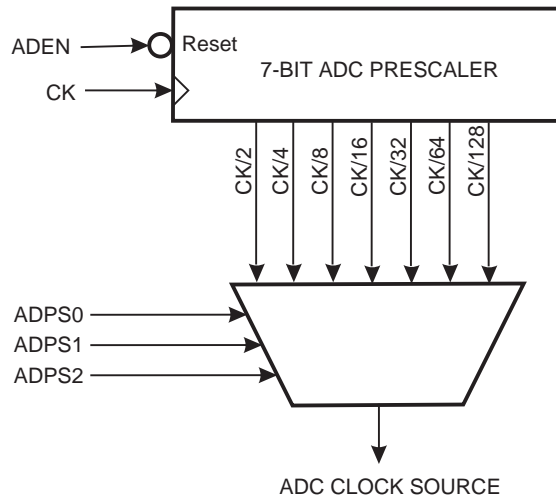 ADEN
Reset
7-BIT ADC PRESCALER
CK
CK/2
CK/4
CK/8
CK/16
CK/32
CK/64
CK/128
ADPS0
ADPS1
ADPS2
ADC CLOCK SOURCE